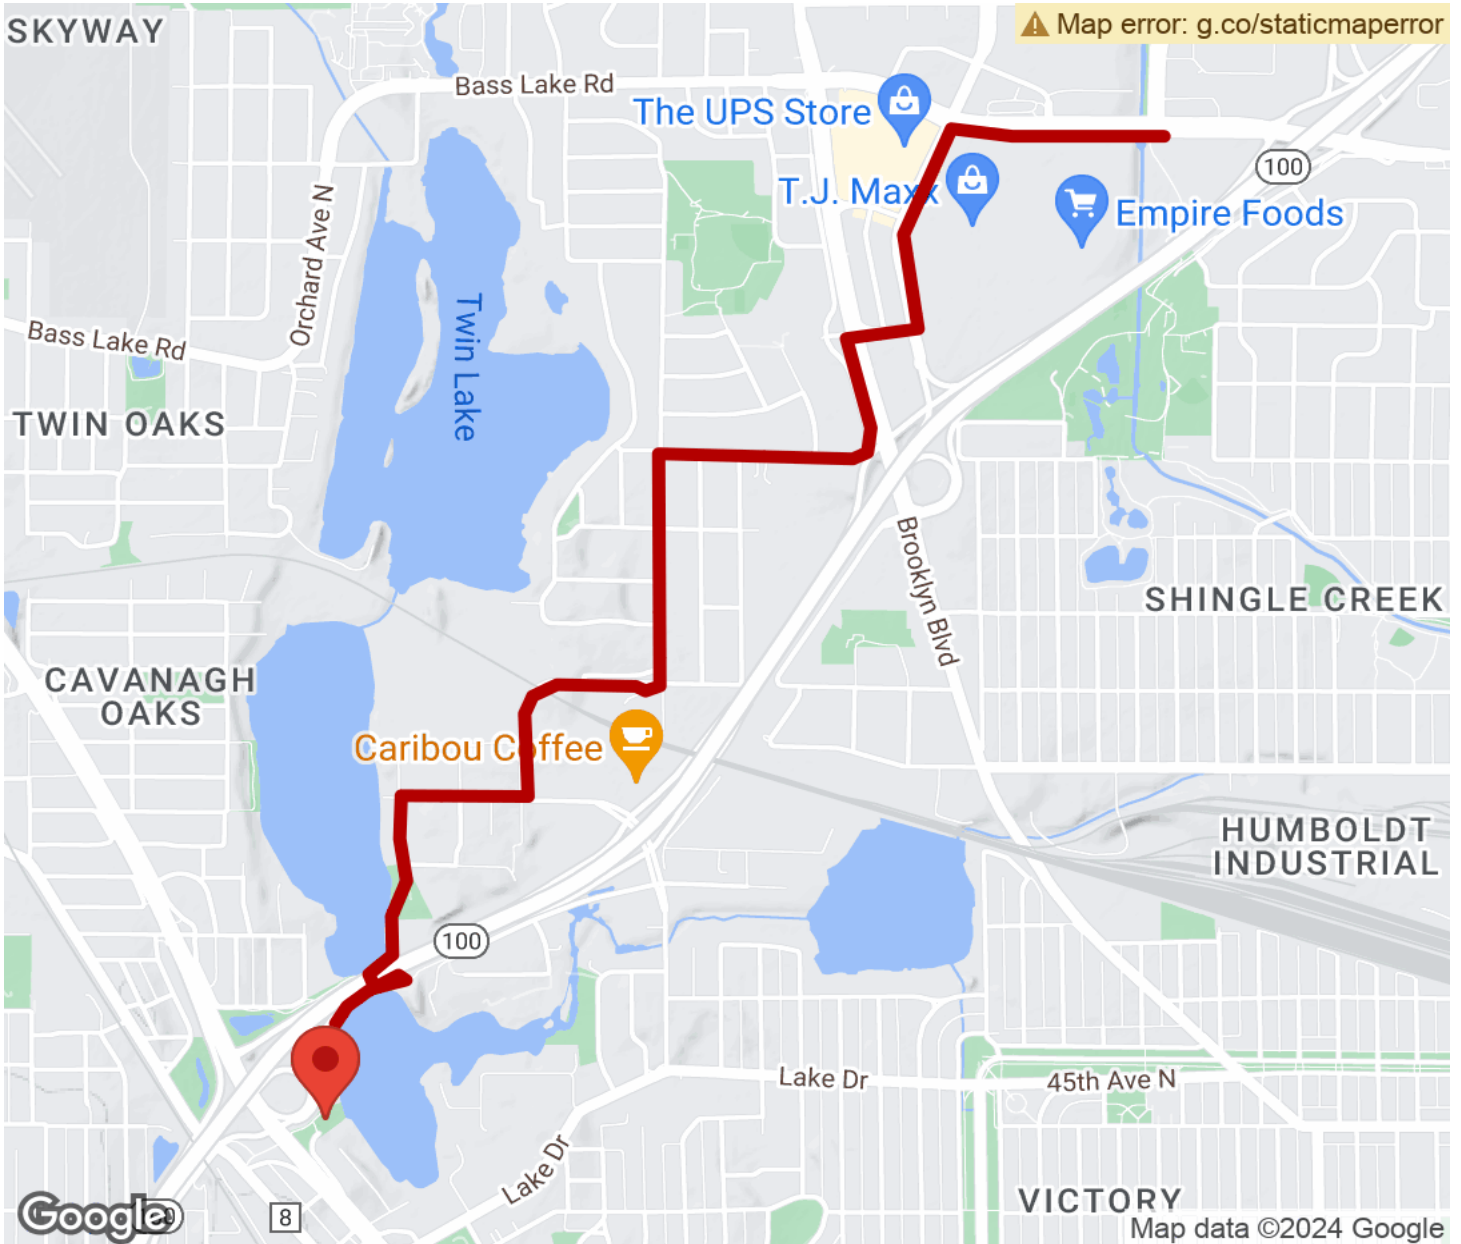 SKYWAY
Map error: g.co/staticmaperror
Bass Lake Rd
The UPS Store
T.J. Maxx
100
Empire Foods
Orchard Ave N
Twin Lake
Bass Lake Rd
TWIN OAKS
Brooklyn Blvd
SHINGLE CREEK
CAVANAGH
OAKS
Caribou Coffee
HUMBOLDT
INDUSTRIAL
100
Lake Dr
45th Ave N
Lake Dr
VICTORY
Google
8
Map data ©2024 Google